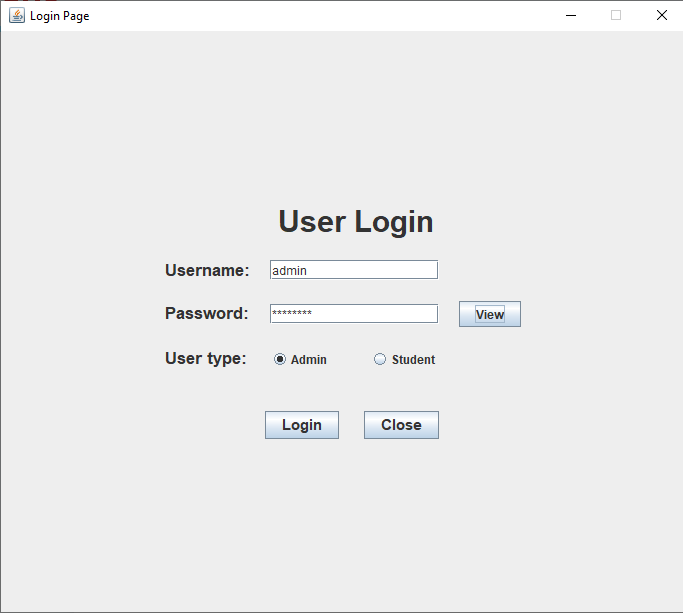 Login Page
User Login
Username: admin
Password: ******** View
User type: Admin Student
Login Close